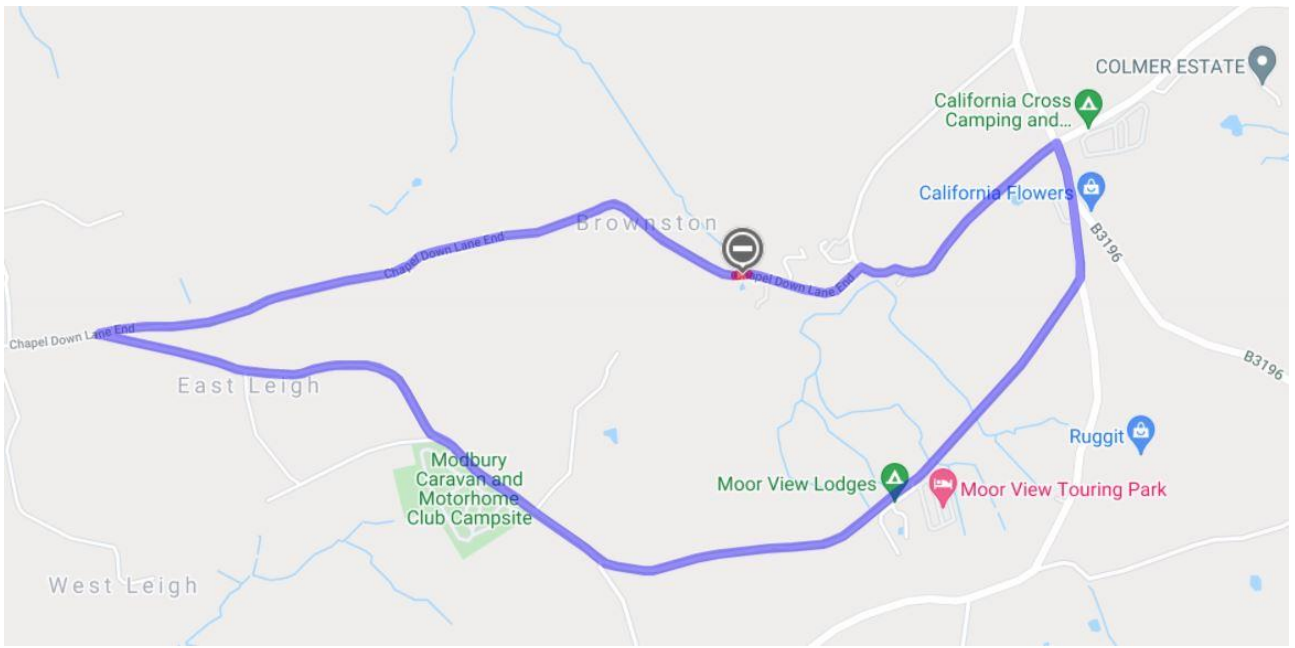 COLMER ESTATE
California Cross
Camping and...
California Flowers
Brownston
B3196
Chapel Down Lane End
Chapel Down Lane End
Chapel Down Lane End
B3196
East Leigh
Ruggit
Modbury
Caravan and
Motorhome
Club Campsite
Moor View Lodges
Moor View Touring Park
West Leigh